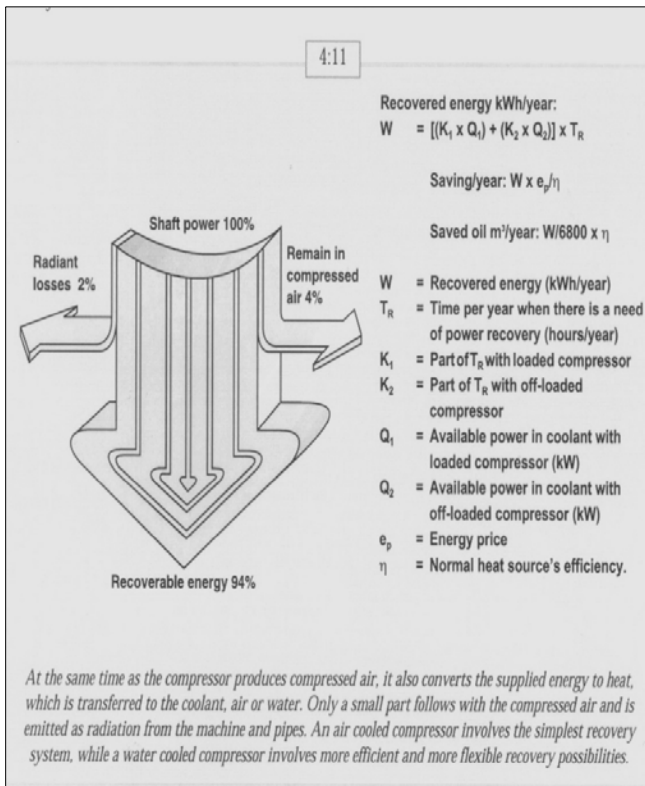 4:11
Recovered energy kWh/year:
W = [(K₁ x Q₁) + (K₂ x Q₂)] x T_R
Saving/year: W x e_p/η
Saved oil m³/year: W/6800 x η
Shaft power 100%
Radiant
losses 2%
Remain in
compressed
air 4%
Recoverable energy 94%
W = Recovered energy (kWh/year)
T_R = Time per year when there is a need
of power recovery (hours/year)
K₁ = Part of T_R with loaded compressor
K₂ = Part of T_R with off-loaded
compressor
Q₁ = Available power in coolant with
loaded compressor (kW)
Q₂ = Available power in coolant with
off-loaded compressor (kW)
e_p = Energy price
η = Normal heat source's efficiency.
At the same time as the compressor produces compressed air, it also converts the supplied energy to heat,
which is transferred to the coolant, air or water. Only a small part follows with the compressed air and is
emitted as radiation from the machine and pipes. An air cooled compressor involves the simplest recovery
system, while a water cooled compressor involves more efficient and more flexible recovery possibilities.